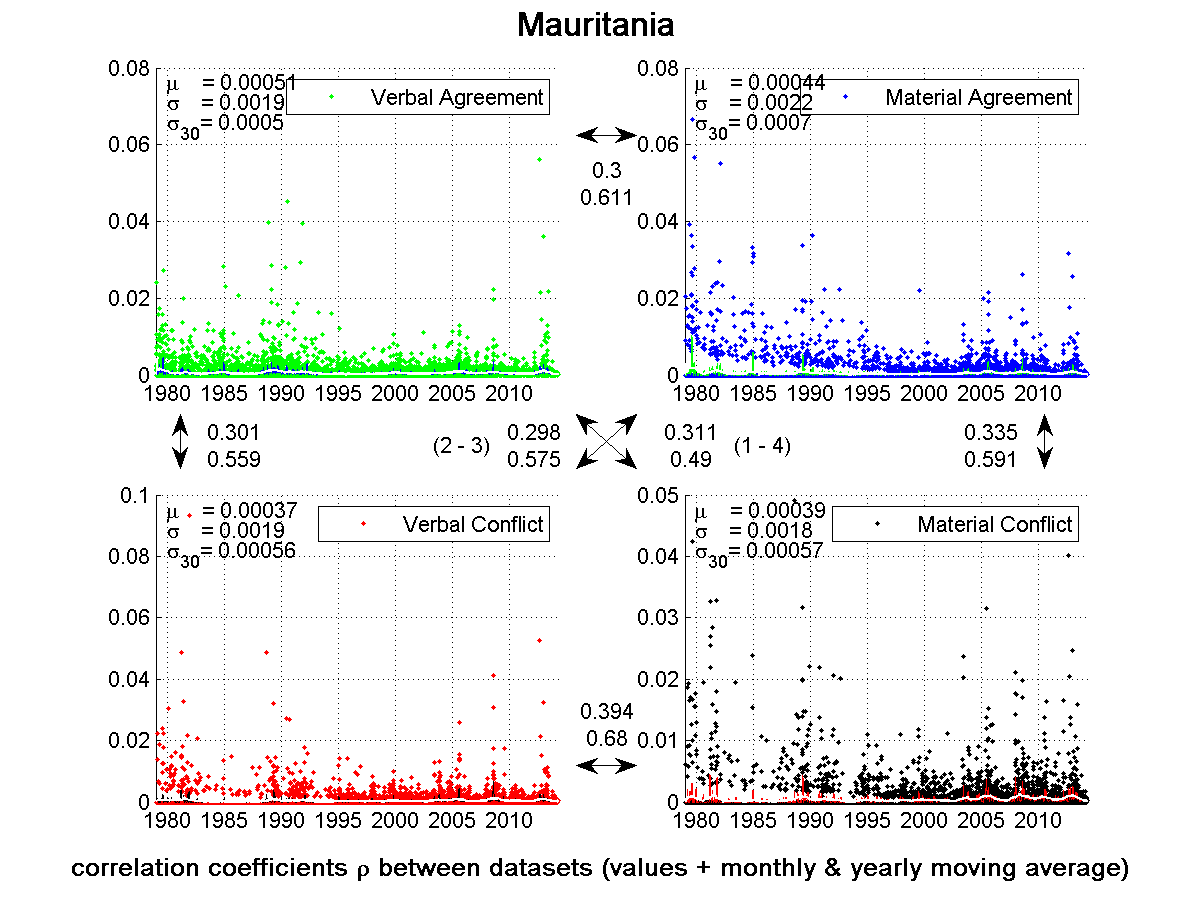 Mauritania
0.08
0.06
0.04
0.02
0
μ = 0.00051
σ = 0.0019
σ30= 0.0005
Verbal Agreement
1980 1985 1990 1995 2000 2005 2010
0.3
0.611
0.08
0.06
0.04
0.02
0
μ = 0.00044
σ = 0.0022
σ30= 0.0007
Material Agreement
1980 1985 1990 1995 2000 2005 2010
0.301
0.559
(2 - 3)
0.298
0.575
0.311
0.49
(1 - 4)
0.335
0.591
0.1
0.08
0.06
0.04
0.02
0
μ = 0.00037
σ = 0.0019
σ30= 0.00056
Verbal Conflict
1980 1985 1990 1995 2000 2005 2010
0.394
0.68
0.05
0.04
0.03
0.02
0.01
0
μ = 0.00039
σ = 0.0018
σ30= 0.00057
Material Conflict
1980 1985 1990 1995 2000 2005 2010
correlation coefficients ρ between datasets (values + monthly & yearly moving average)